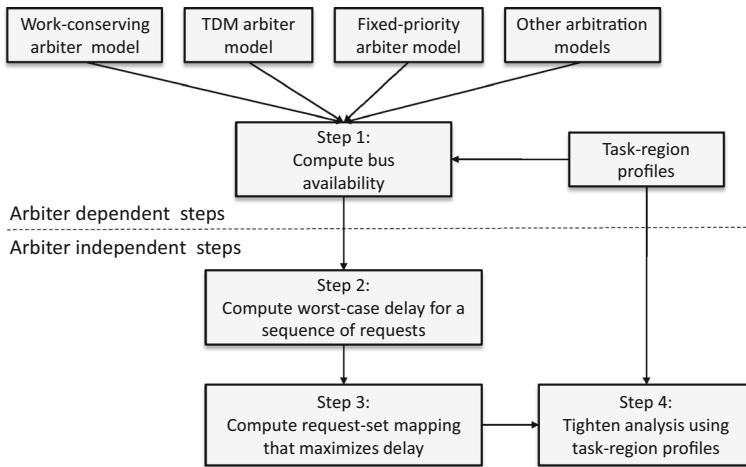 Work-conserving
arbiter model
TDM arbiter
model
Fixed-priority
arbiter model
Other arbitration
models
Step 1:
Compute bus
availability
Task-region
profiles
Arbiter dependent steps
Arbiter independent steps
Step 2:
Compute worst-case delay for a
sequence of requests
Step 3:
Compute request-set mapping
that maximizes delay
Step 4:
Tighten analysis using
task-region profiles